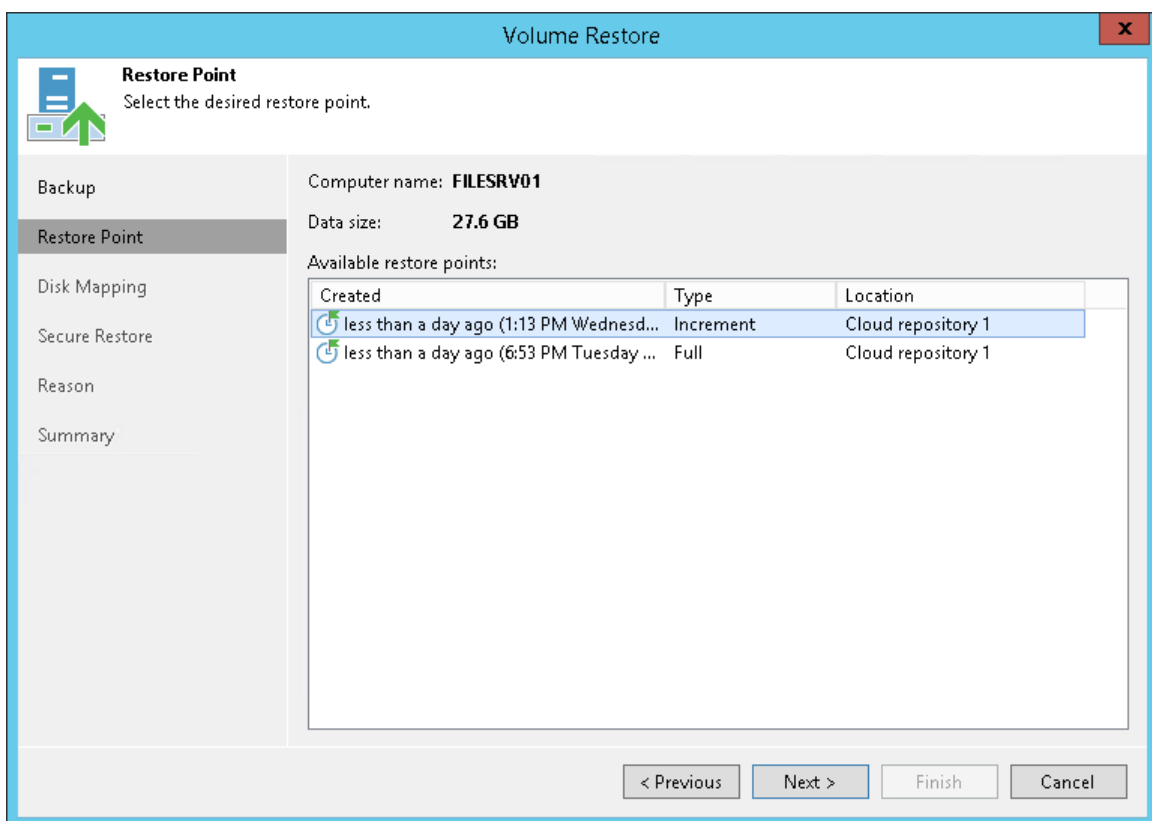 Volume Restore
x
Restore Point
Select the desired restore point.
Backup
Restore Point
Disk Mapping
Secure Restore
Reason
Summary
Computer name: FILESRV01
Data size: 27.6 GB
Available restore points:
Created Type Location
less than a day ago (1:13 PM Wednesd... Increment Cloud repository 1
less than a day ago (6:53 PM Tuesday ... Full Cloud repository 1
< Previous Next > Finish Cancel